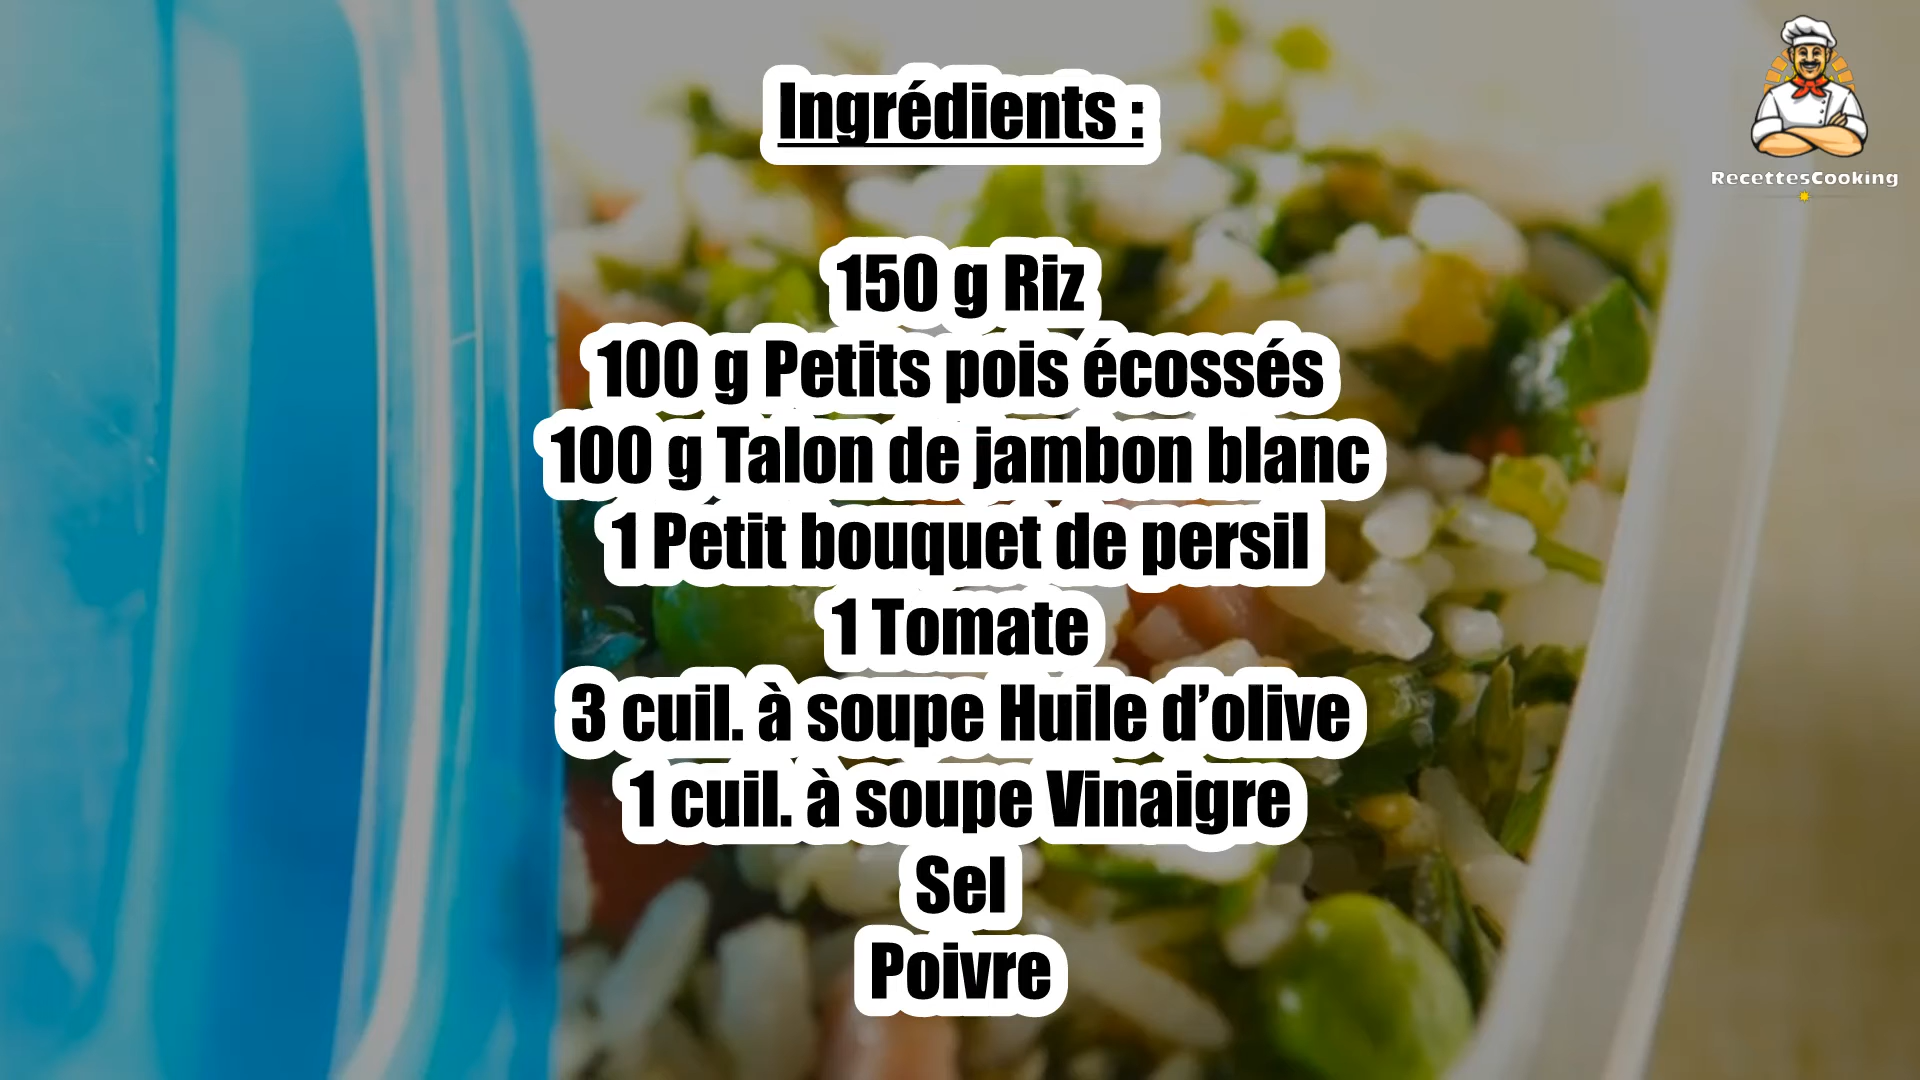 Ingrédients :
RecettesCooking
150 g Riz
100 g Petits pois écossés
100 g Talon de jambon blanc
1 Petit bouquet de persil
1 Tomate
3 cuil. à soupe Huile d’olive
1 cuil. à soupe Vinaigre
Sel
Poivre